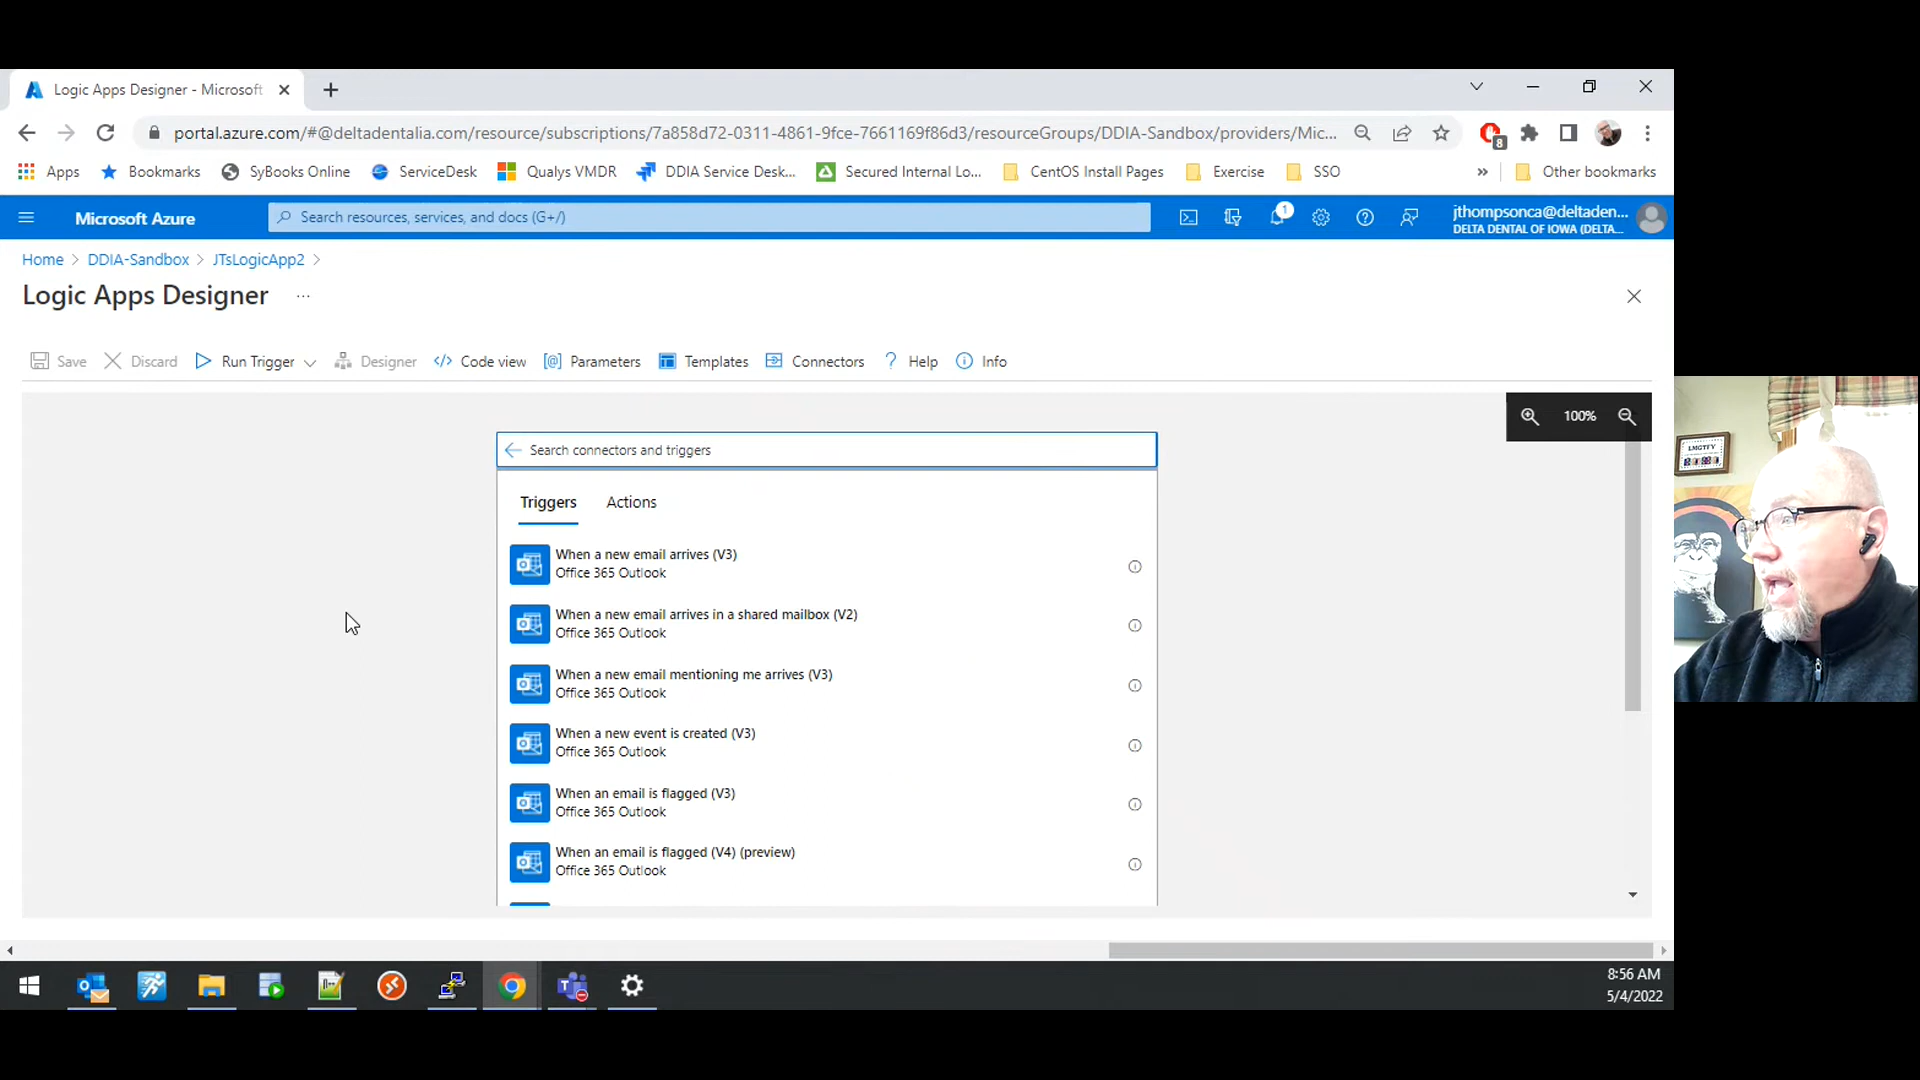 Logic Apps Designer - Microsoft
portal.azure.com/#@deltadentalia.com/resource/subscriptions/7a858d72-0311-4861-9fce-7661169f86d3/resourceGroups/DDIA-Sandbox/providers/Mic...
8
Apps
Bookmarks
SyBooks Online
ServiceDesk
Qualys VMDR
DDIA Service Desk...
Secured Internal Lo...
CentOS Install Pages
Exercise
SSO
»
Other bookmarks
Microsoft Azure
Search resources, services, and docs (G+/)
1
jthompsonca@deltaden...
DELTA DENTAL OF IOWA (DELTA...
Home > DDIA-Sandbox > JTsLogicApp2 >
Logic Apps Designer
...
Save
Discard
Run Trigger
Designer
Code view
Parameters
Templates
Connectors
Help
Info
100%
Search connectors and triggers
Triggers
Actions
When a new email arrives (V3)
Office 365 Outlook
When a new email arrives in a shared mailbox (V2)
Office 365 Outlook
When a new email mentioning me arrives (V3)
Office 365 Outlook
When a new event is created (V3)
Office 365 Outlook
When an email is flagged (V3)
Office 365 Outlook
When an email is flagged (V4) (preview)
Office 365 Outlook
LMGTFY
8:56 AM
5/4/2022